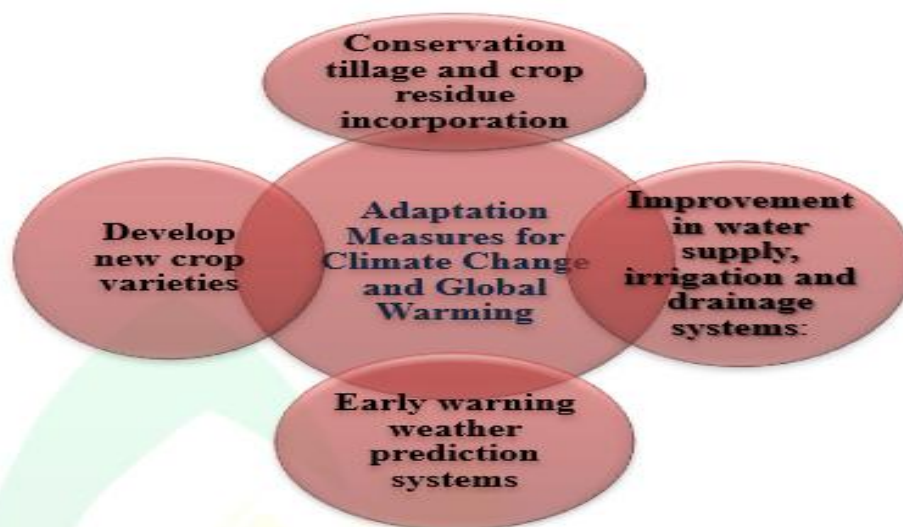 Conservation
tillage and crop
residue
incorporation
Develop
new crop
varieties
Adaptation
Measures for
Climate Change
and Global
Warming
Improvement
in water
supply,
irrigation and
drainage
systems:
Early warning
weather
prediction
systems